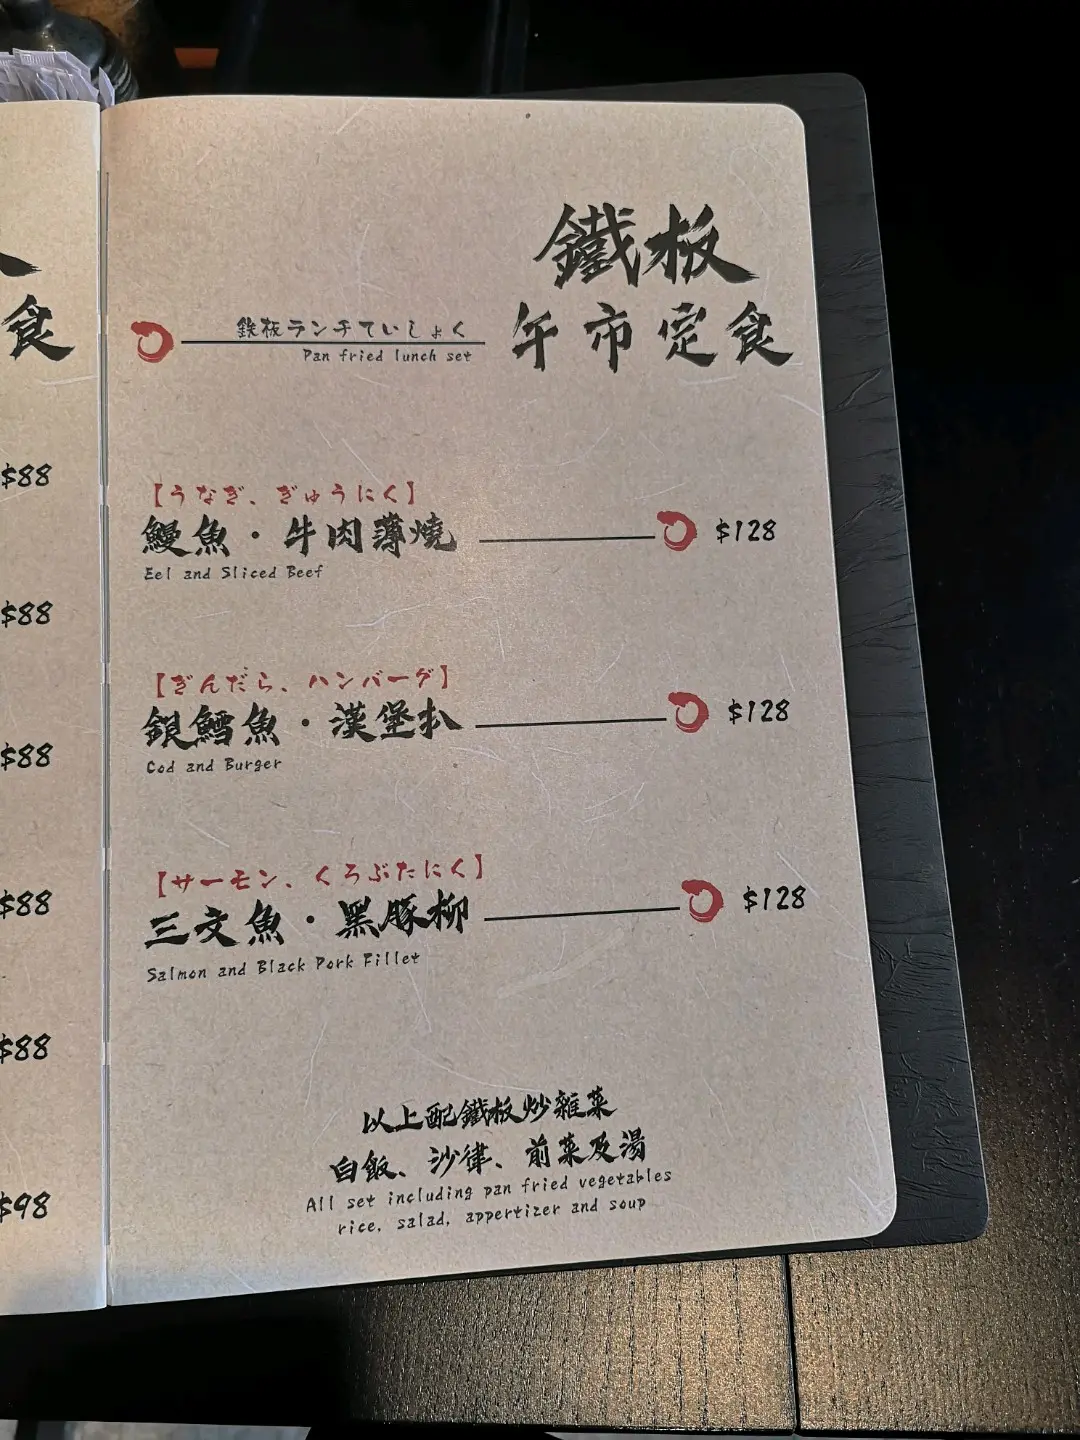 食
$88
$88
$88
$88
$88
$98
鐵板
午市定食
鉄板ランチていしょく
Pan fried lunch set
【うなぎ、ぎゅうにく】
鰻魚・牛肉薄燒
$128
Eel and Sliced Beef
【ぎんだら、ハンバーグ】
銀鱈魚・漢堡扒
$128
Cod and Burger
【サーモン、くろぶたにく】
三文魚・黑豚柳
$128
Salmon and Black Pork Fillet
以上配鐵板炒雜菜
白飯、沙律、前菜及湯
All set including pan fried vegetables
rice, salad, appertizer and soup